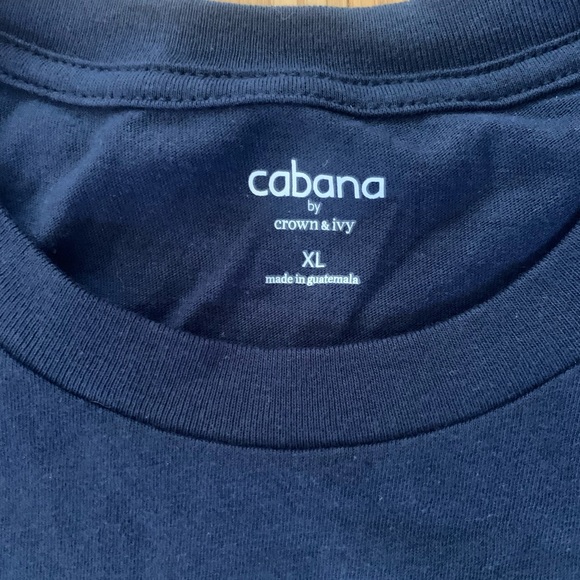 cabana
by
crown & ivy
XL
made in guatemala